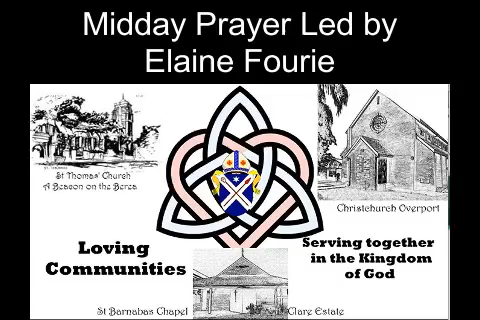 Midday Prayer Led by
Elaine Fourie
St Thomas' Church
A Beacon on the Berea
Christchurch Overport
Loving
Communities
Serving together
in the Kingdom
of God
St Barnabas Chapel
Clare Estate